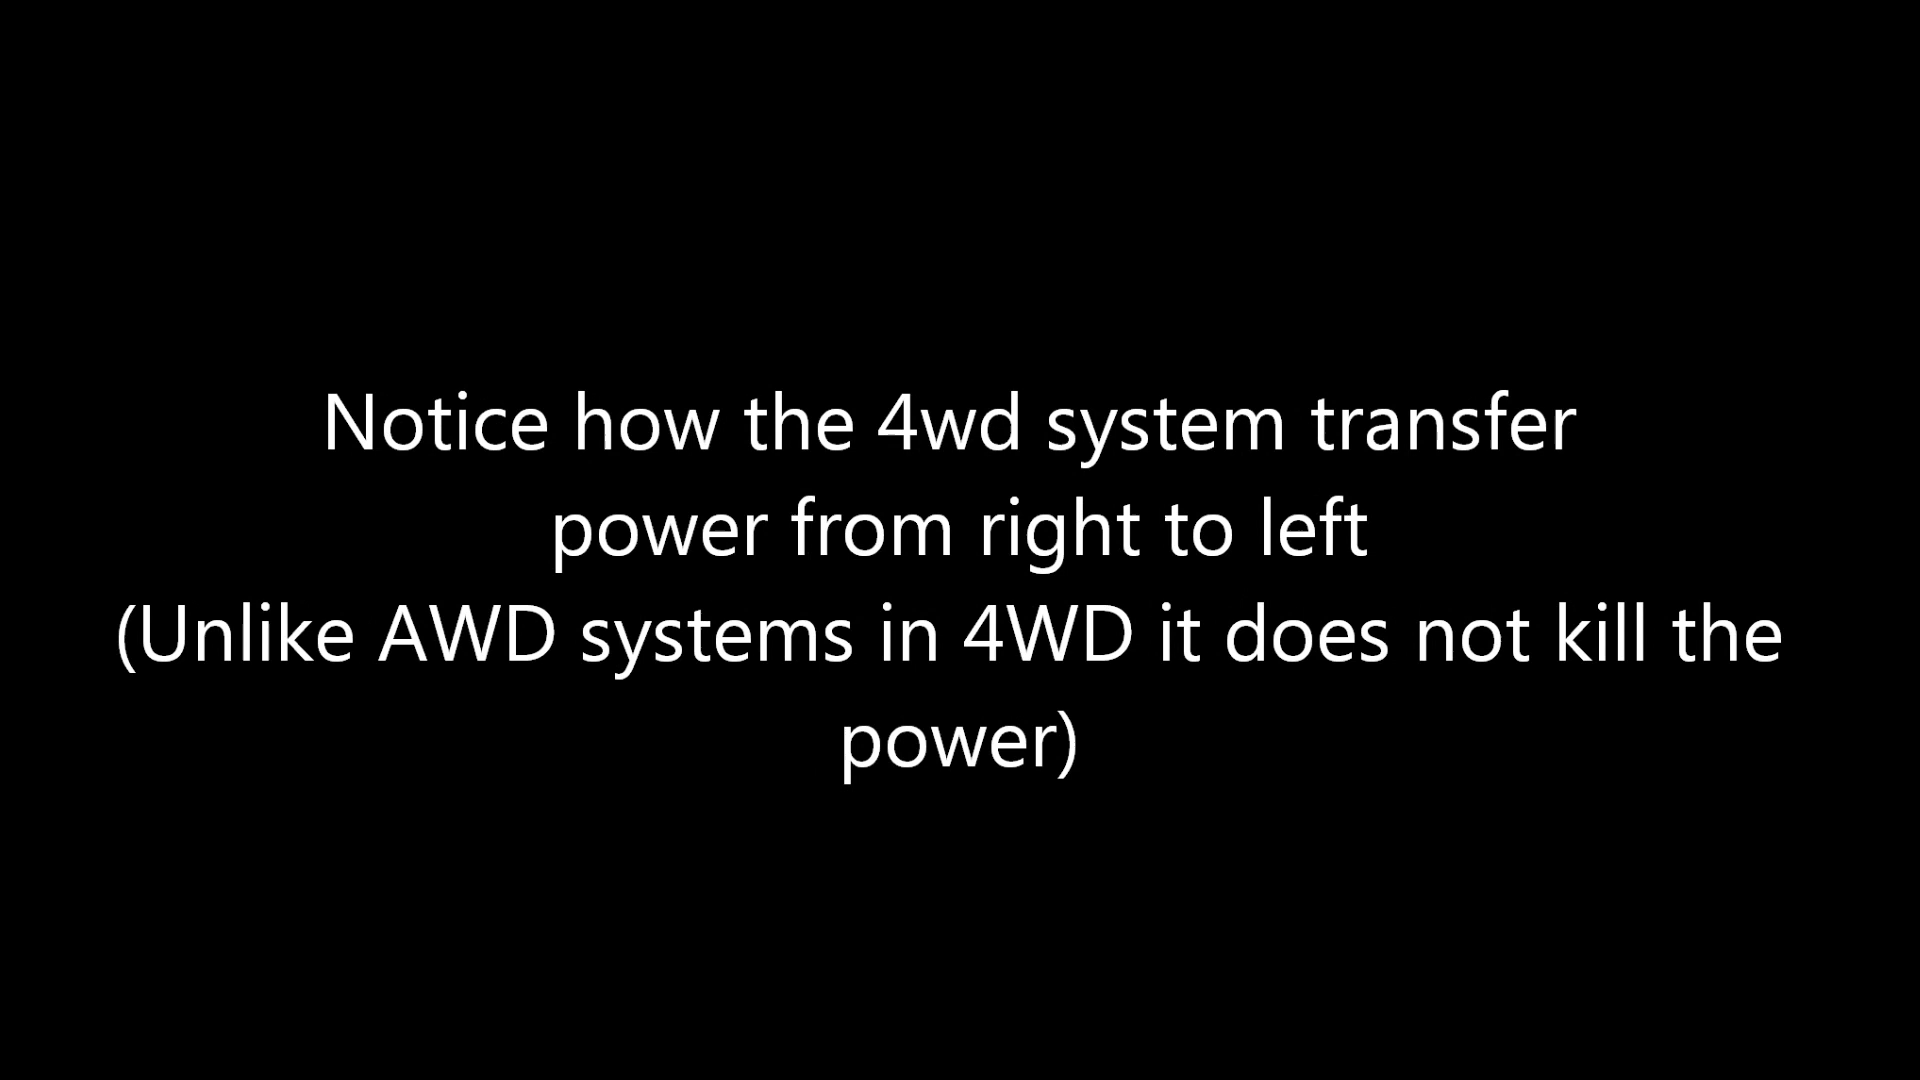 Notice how the 4wd system transfer
power from right to left
(Unlike AWD systems in 4WD it does not kill the
power)